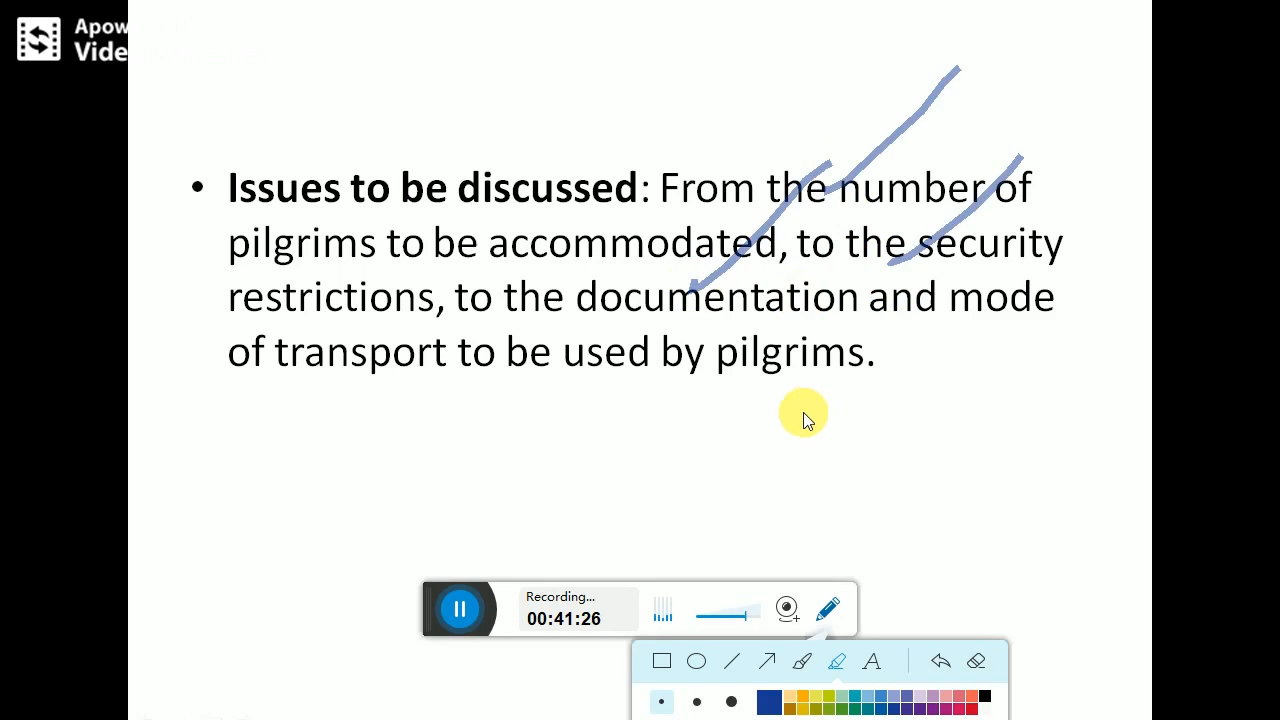 Apow
Vide
• Issues to be discussed: From the number of
pilgrims to be accommodated, to the security
restrictions, to the documentation and mode
of transport to be used by pilgrims.
Recording...
00:41:26
A